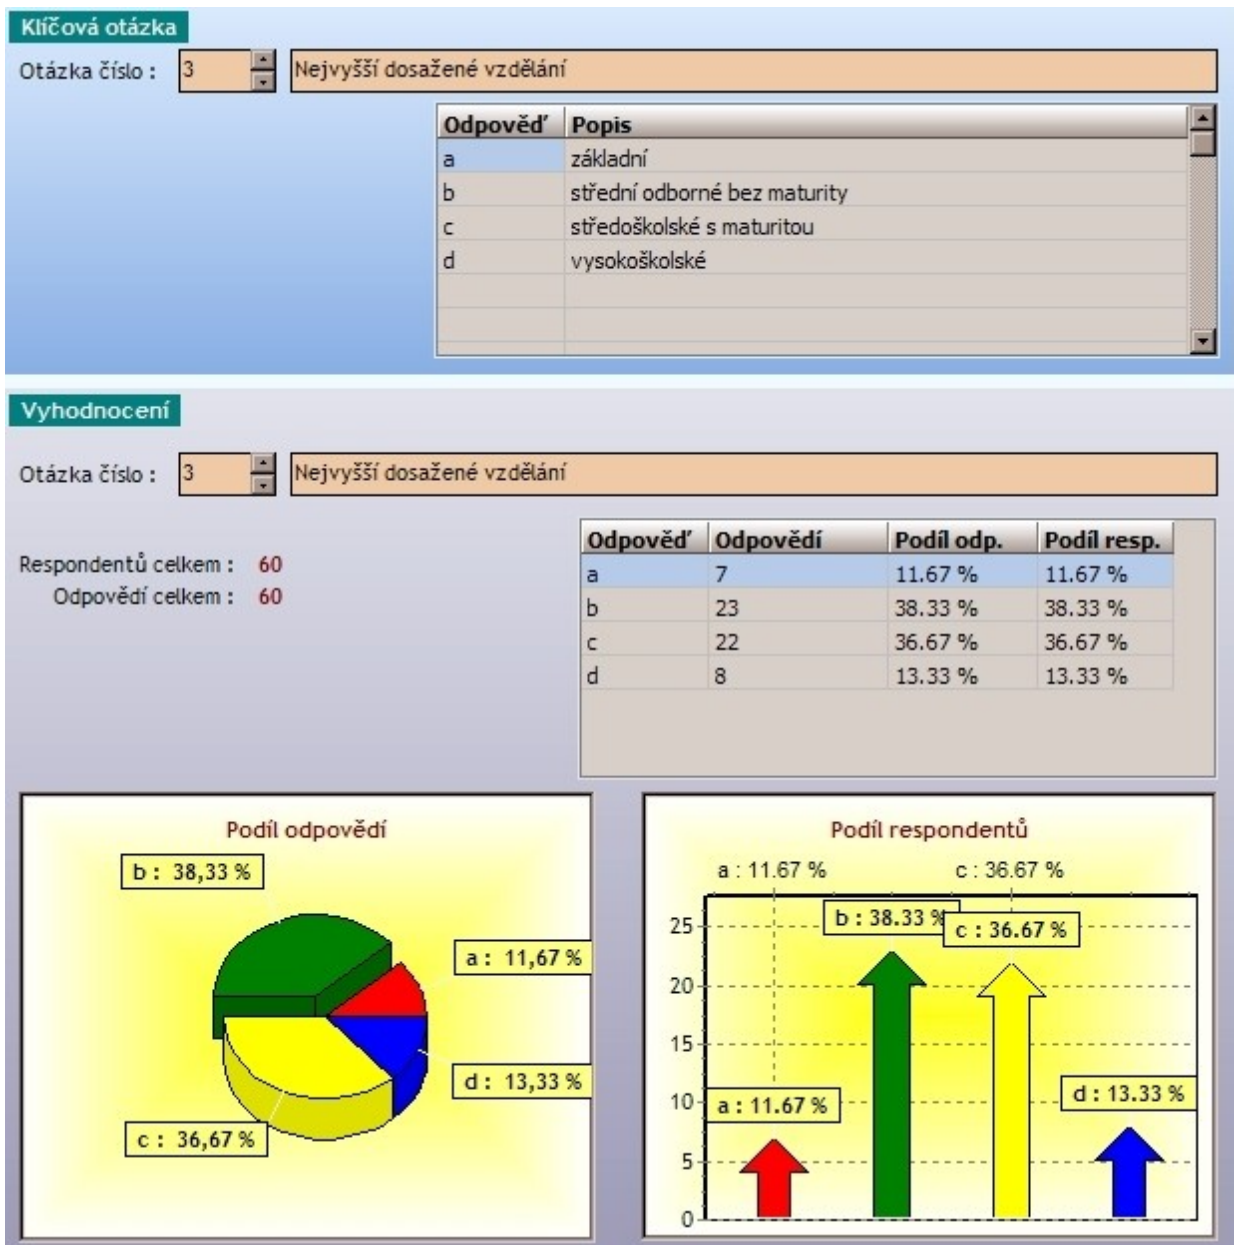 Klíčová otázka
Otázka číslo : 3 Nejvyšší dosažené vzdělání
Odpověď Popis
a základní
b střední odborné bez maturity
c středoškolské s maturitou
d vysokoškolské
Vyhodnocení
Otázka číslo : 3 Nejvyšší dosažené vzdělání
Respondentů celkem : 60
Odpovědí celkem : 60
Odpověď Odpovědí Podíl odp. Podíl resp.
a 7 11.67 % 11.67 %
b 23 38.33 % 38.33 %
c 22 36.67 % 36.67 %
d 8 13.33 % 13.33 %
Podíl odpovědí
b : 38,33 %
a : 11,67 %
d : 13,33 %
c : 36,67 %
Podíl respondentů
a : 11.67 % c : 36.67 %
25
b : 38.33 %
c : 36.67 %
20
15
10
a : 11.67 %
d : 13.33 %
5
0